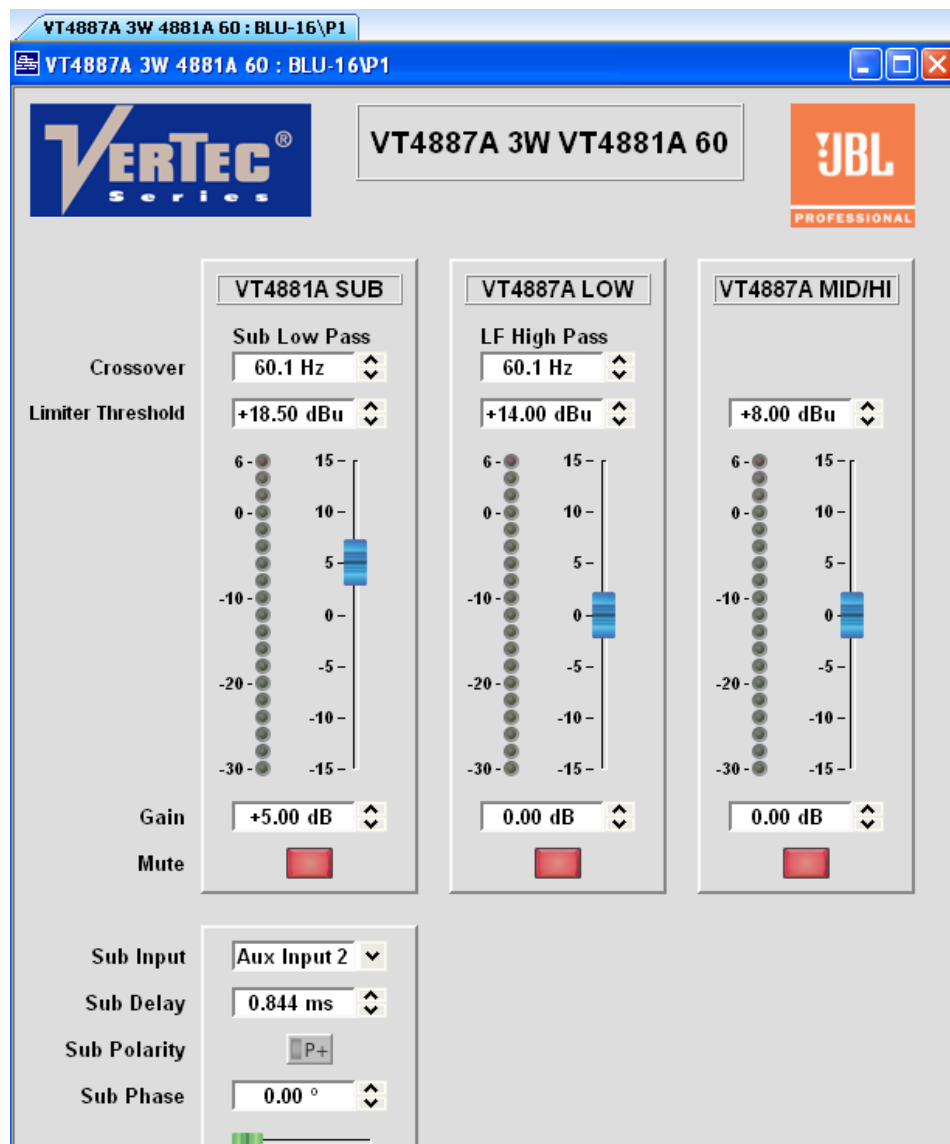 VT4887A 3W 4881A 60 : BLU-16\P1
VT4887A 3W 4881A 60 : BLU-16\P1
VERTEC®
Series
VT4887A 3W VT4881A 60
JBL
PROFESSIONAL
VT4881A SUB
VT4887A LOW
VT4887A MID/HI
Sub Low Pass
LF High Pass
Crossover 60.1 Hz 60.1 Hz
Limiter Threshold +18.50 dBu +14.00 dBu +8.00 dBu
6 - 15 - 6 - 15 - 6 - 15 -
0 - 10 - 0 - 10 - 0 - 10 -
5 - 5 - 5 -
-10 - -10 - -10 -
0 - 0 - 0 -
-5 - -5 - -5 -
-20 - -20 - -20 -
-10 - -10 - -10 -
-30 - -15 - -30 - -15 - -30 - -15 -
Gain +5.00 dB 0.00 dB 0.00 dB
Mute
Sub Input Aux Input 2
Sub Delay 0.844 ms
Sub Polarity P+
Sub Phase 0.00 °